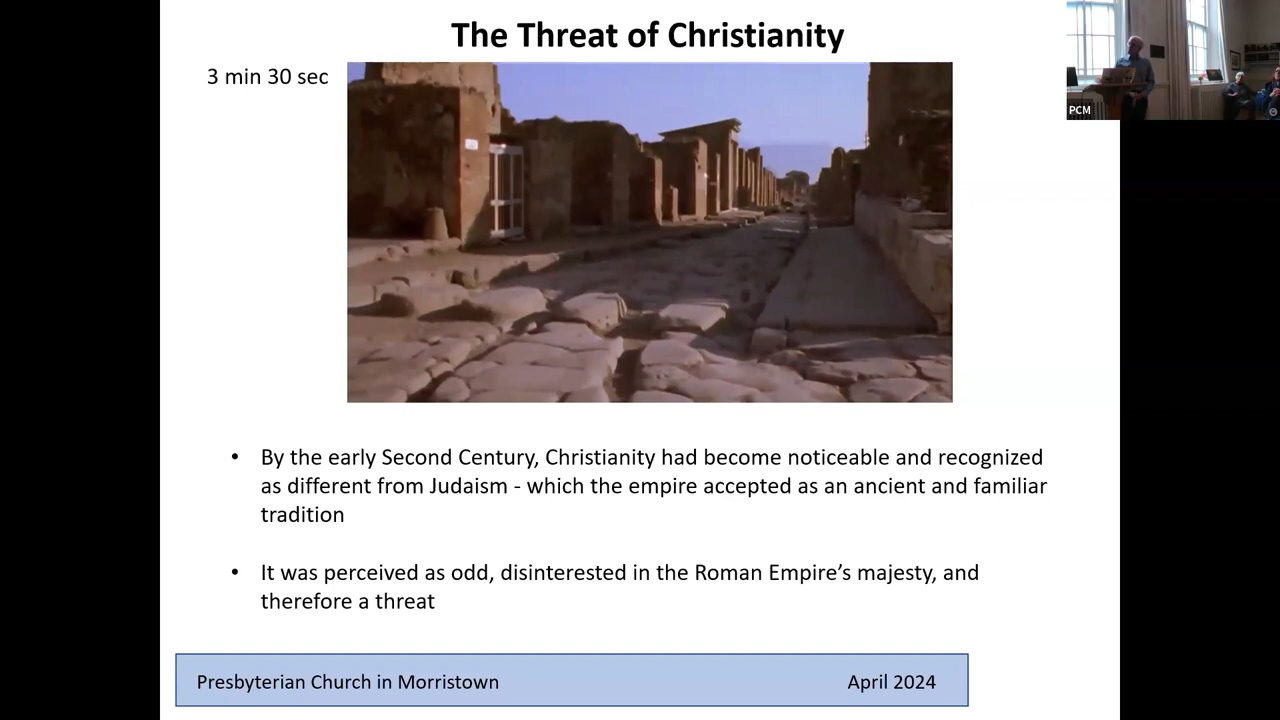 The Threat of Christianity
3 min 30 sec
PCM
• By the early Second Century, Christianity had become noticeable and recognized
as different from Judaism - which the empire accepted as an ancient and familiar
tradition
• It was perceived as odd, disinterested in the Roman Empire’s majesty, and
therefore a threat
Presbyterian Church in Morristown April 2024